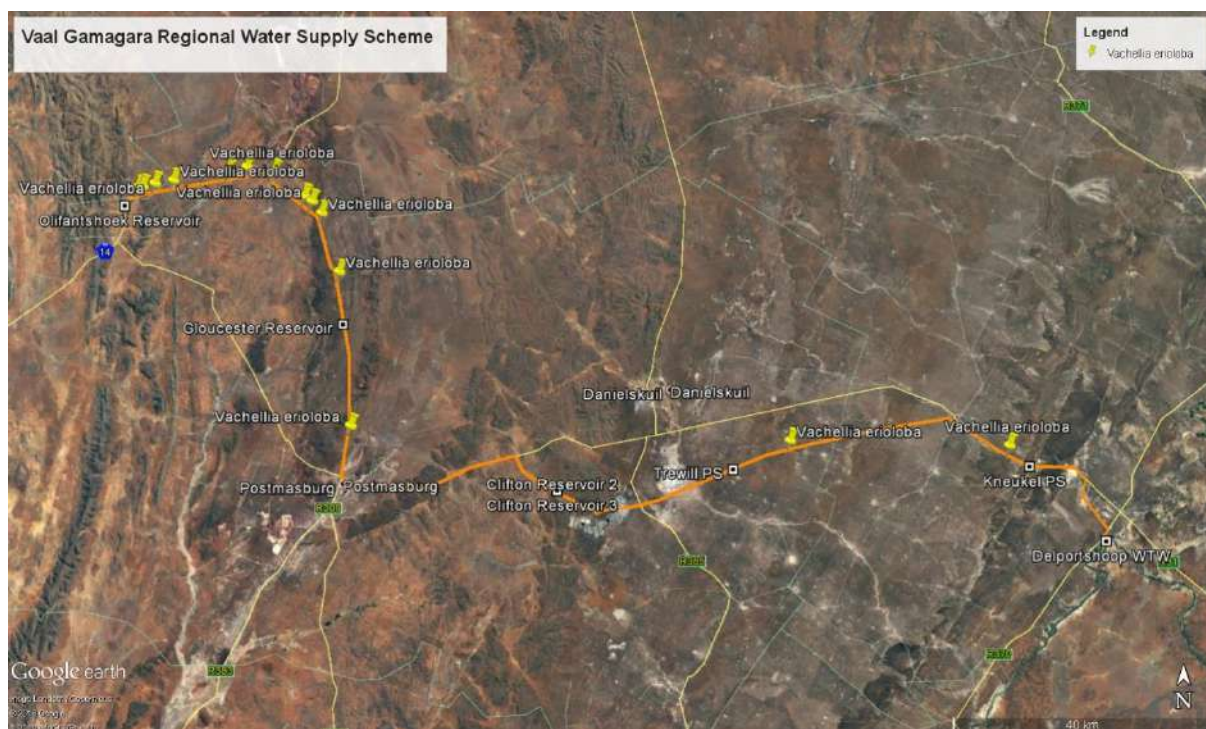 Vaal Gamagara Regional Water Supply Scheme
Legend
Vachellia erioloba
Vachellia erioloba
Vachellia erioloba
Vachellia erioloba
Vachellia erioloba
Vachellia erioloba
Olifantshoek Reservoir
14
Vachellia erioloba
Gloucester Reservoir
Danielskuil
Danielskuil
Vachellia erioloba
Vachellia erioloba
Vachellia erioloba
Trewill PS
Kneukel PS
Postmasburg
Postmasburg
Clifton Reservoir 2
Clifton Reservoir 3
Delportshoop WTW
Google earth
40 km
N